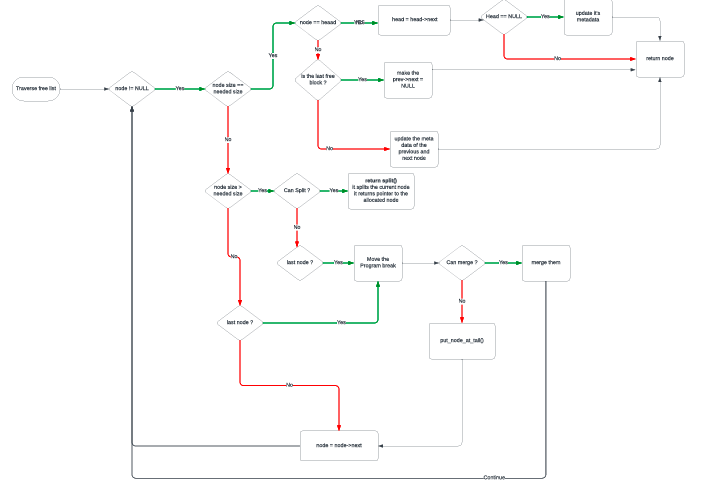 node == heasd
Yes
head = head->next
Head == NULL
Yes
update it's
metadata
Yes
No
No
return node
Traverse free list
node != NULL
Yes
node size ==
needed size
Is the last free
block ?
Yes
make the
prev->next =
NULL
No
No
update the meta
data of the
previous and
next node
node size >
needed size
Yes
Can Split ?
Yes
return split()
it splits the current node
it returns pointer to the
allocated node
No
No
last node ?
Yes
Move the
Program break
Can merge ?
Yes
merge them
No
last node ?
Yes
put_node_at_tail()
No
node = node->next
Continue